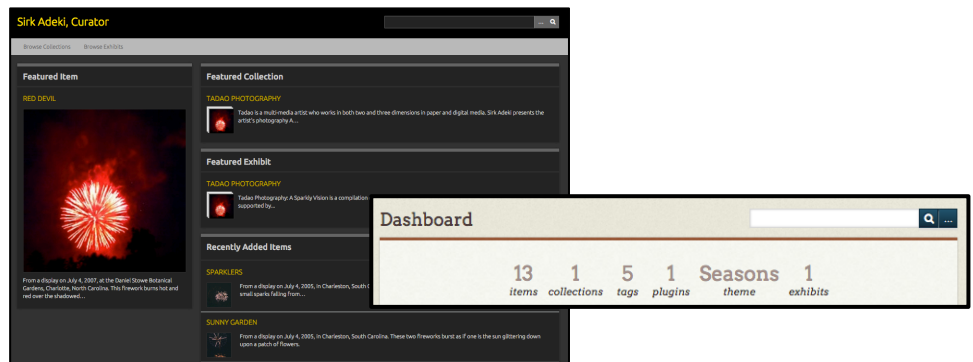 Sirk Adeki, Curator
...
Browse Collections Browse Exhibits
Featured Item
RED DEVIL
From a display on July 4, 2007, at the Daniel Stowe Botanical
Gardens, Charlotte, North Carolina. This firework burns hot and
red over the shadowed...
Featured Collection
TADAO PHOTOGRAPHY
Tadao is a multi-media artist who works in both two and three dimensions in paper and digital media. Sirk Adeki presents the
artist's photography A...
Featured Exhibit
TADAO PHOTOGRAPHY
Tadao Photography: A Sparkly Vision is a compilation
supported by...
Recently Added Items
SPARKLERS
From a display on July 4, 2005, in Charleston, South C
small sparks falling from...
SUNNY GARDEN
From a display on July 4, 2005, in Charleston, South Carolina. These two fireworks burst as if one is the sun glittering down
upon a patch of flowers.
Dashboard
...
13 1 5 1 Seasons 1
items collections tags plugins theme exhibits